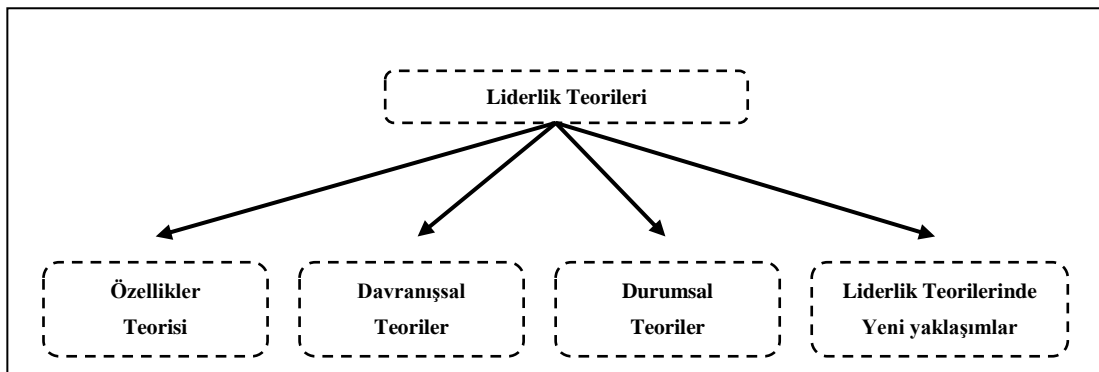 Liderlik Teorileri
Özellikler
Teorisi
Davranışsal
Teoriler
Durumsal
Teoriler
Liderlik Teorilerinde
Yeni yaklaşımlar